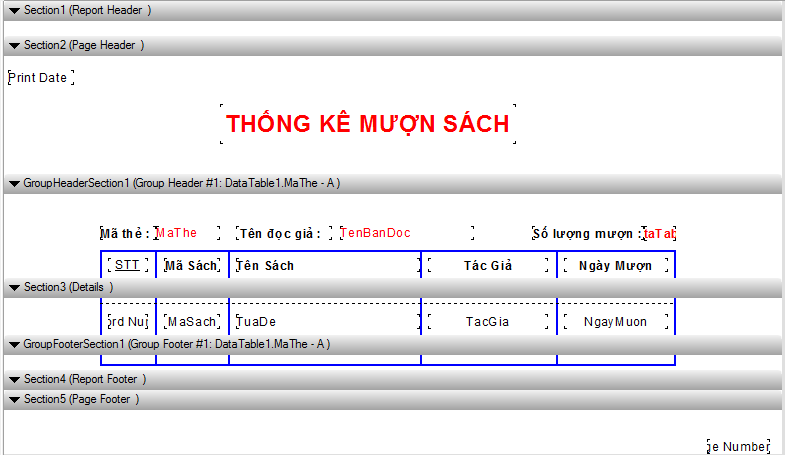 Section1 (Report Header )
Section2 (Page Header )
Print Date
THỐNG KÊ MƯỢN SÁCH
GroupHeaderSection1 (Group Header #1: DataTable1.MaThe - A )
Mã thẻ : MaThe Tên đọc giả : TenBanDoc Số lượng mượn : taTal
STT Mã Sách Tên Sách Tác Giả Ngày Mượn
Section3 (Details )
ord Nur MaSach TuaDe TacGia NgayMuon
GroupFooterSection1 (Group Footer #1: DataTable1.MaThe - A )
Section4 (Report Footer )
Section5 (Page Footer )
ge Number